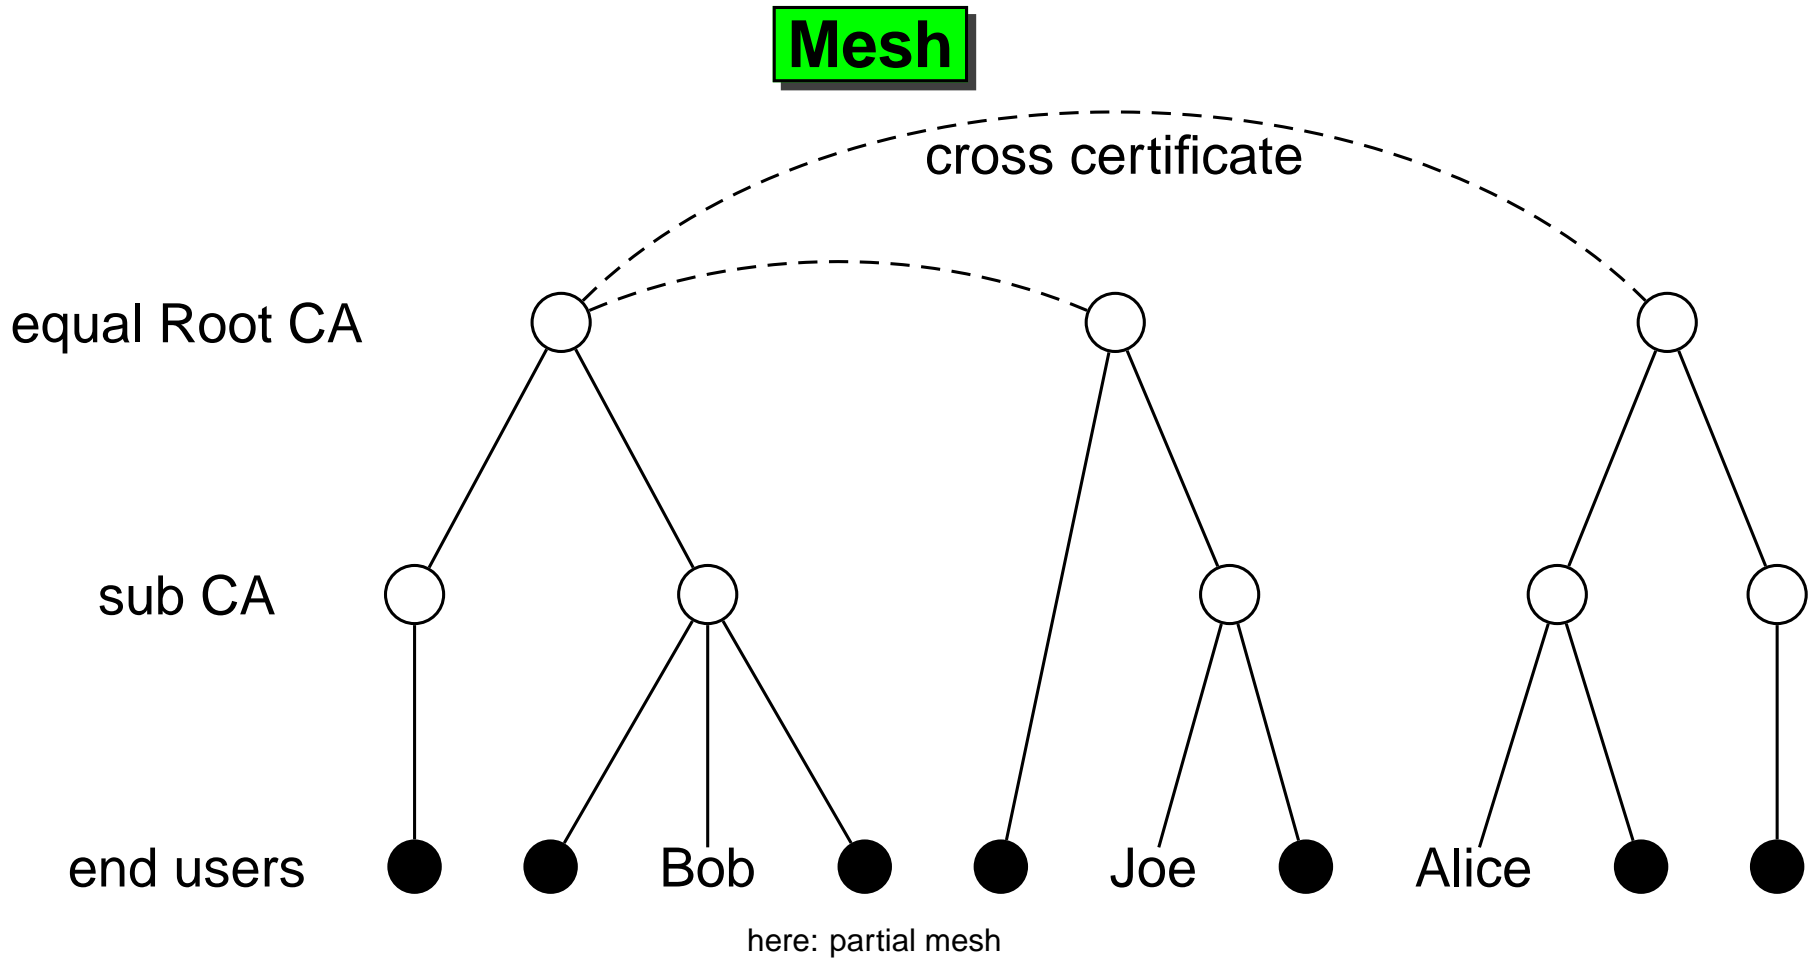 Mesh
cross certificate
equal Root CA
sub CA
end users
Bob
Joe
Alice
here: partial mesh